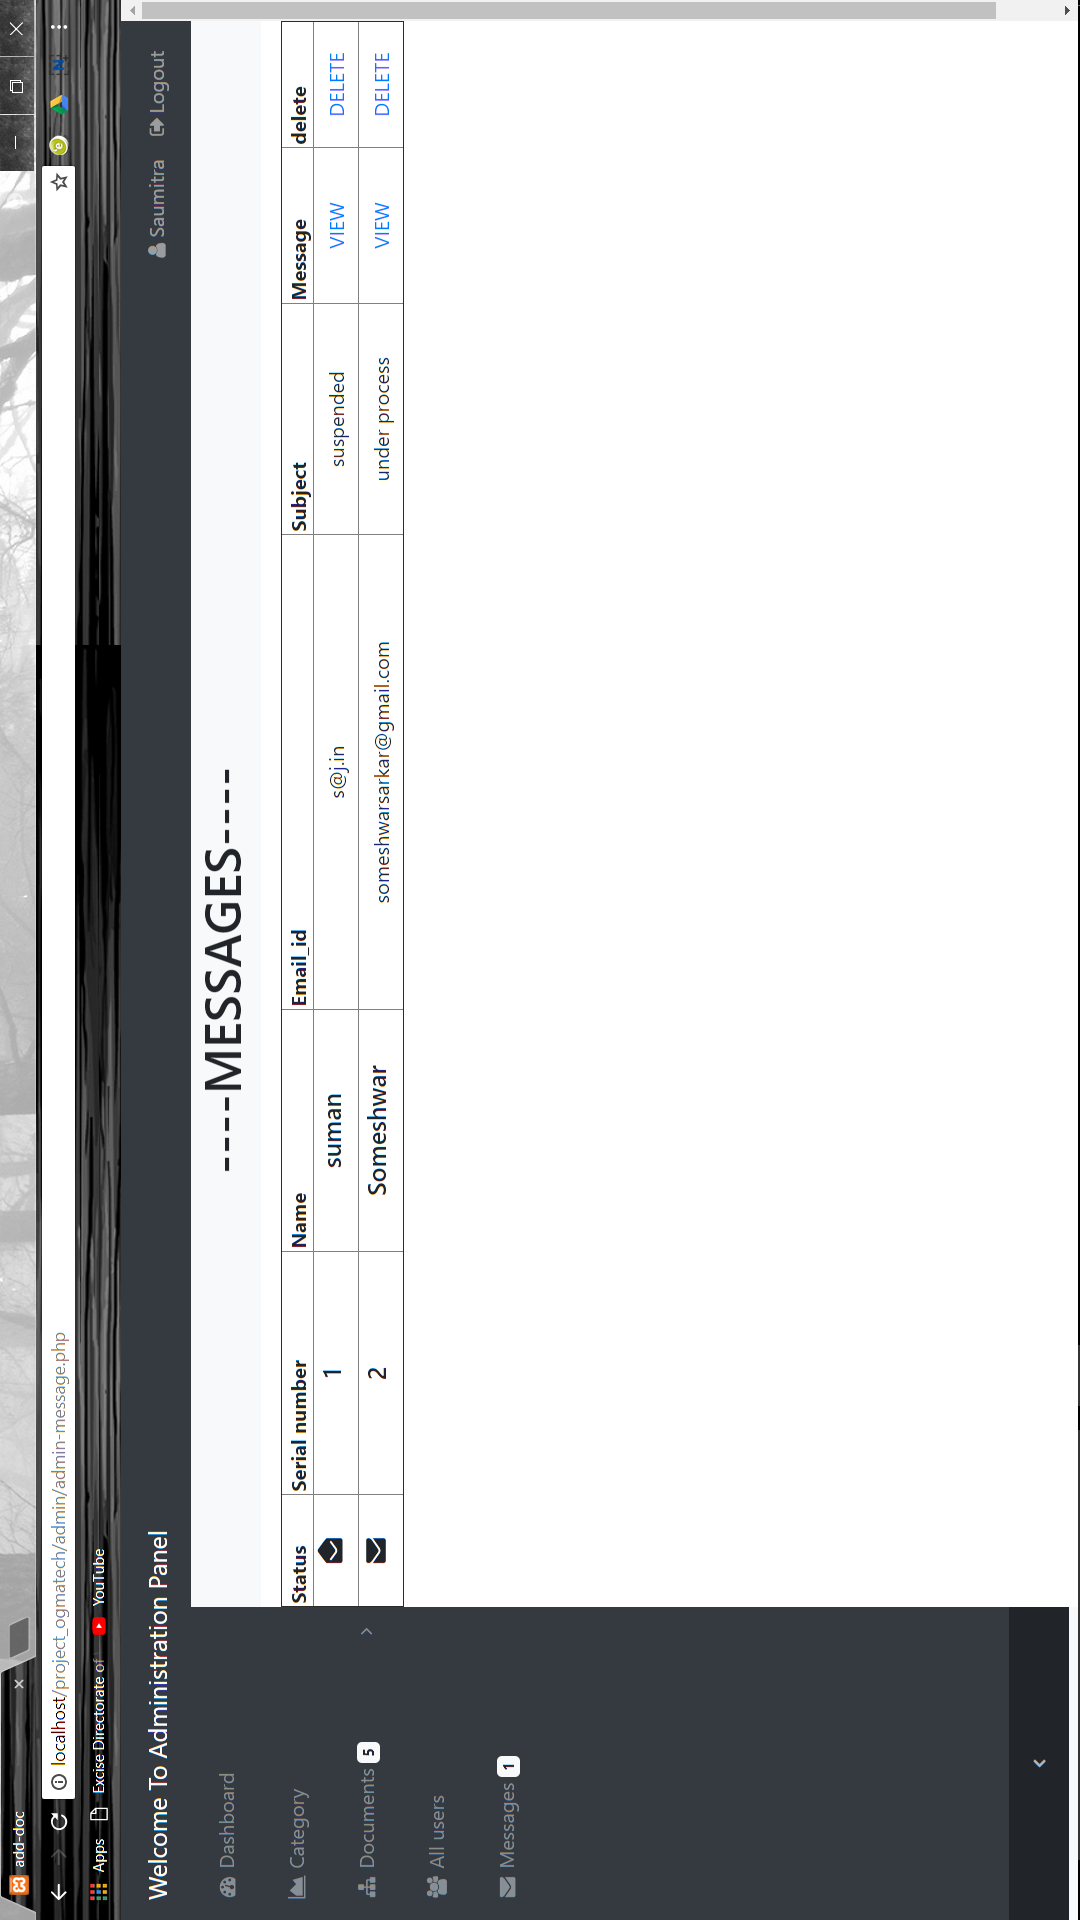 add-doc
localhost/project_ogmatech/admin/admin-message.php
Apps Excise Directorate of YouTube
Welcome To Administration Panel Saumitra Logout
Dashboard
Category
Documents 5
All users
Messages 1
----MESSAGES----
Status Serial number Name Email_id Subject Message delete
1 suman s@j.in suspended VIEW DELETE
2 Someshwar someshwarsarkar@gmail.com under process VIEW DELETE